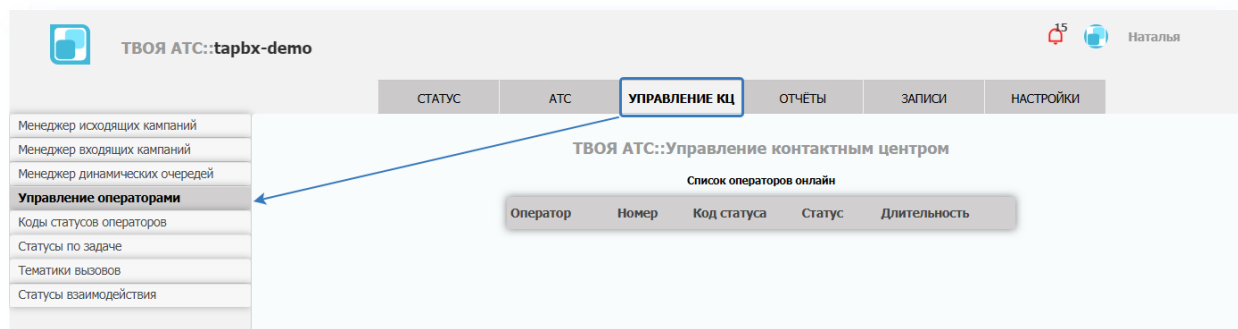 15
ТВОЯ АТС::tapbx-demo
Наталья
СТАТУС АТС УПРАВЛЕНИЕ КЦ ОТЧЁТЫ ЗАПИСИ НАСТРОЙКИ
Менеджер исходящих кампаний
Менеджер входящих кампаний
Менеджер динамических очередей
Управление операторами
Коды статусов операторов
Статусы по задаче
Тематики вызовов
Статусы взаимодействия
ТВОЯ АТС::Управление контактным центром
Список операторов онлайн
Оператор Номер Код статуса Статус Длительность